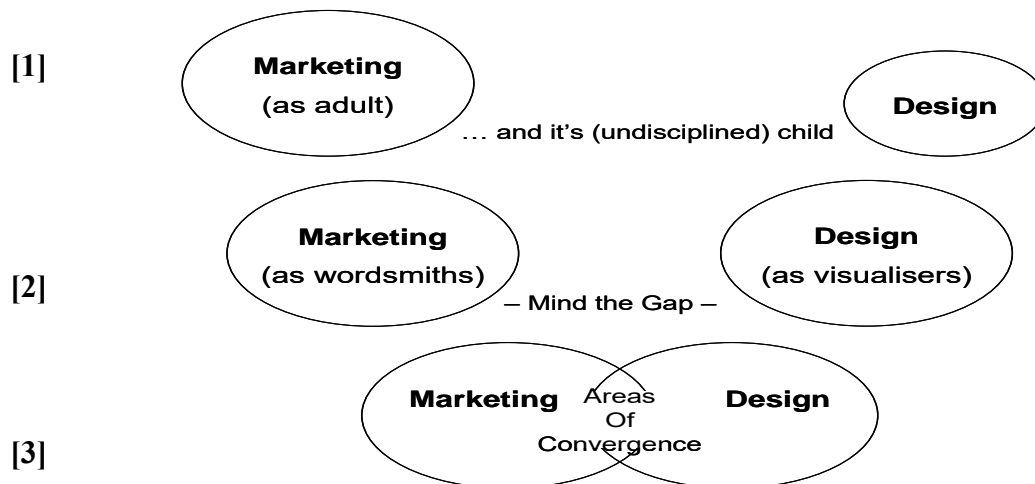 [1]
Marketing
(as adult)
… and it's (undisciplined) child
Design
[2]
Marketing
(as wordsmiths)
– Mind the Gap –
Design
(as visualisers)
[3]
Marketing
Areas
Of
Convergence
Design